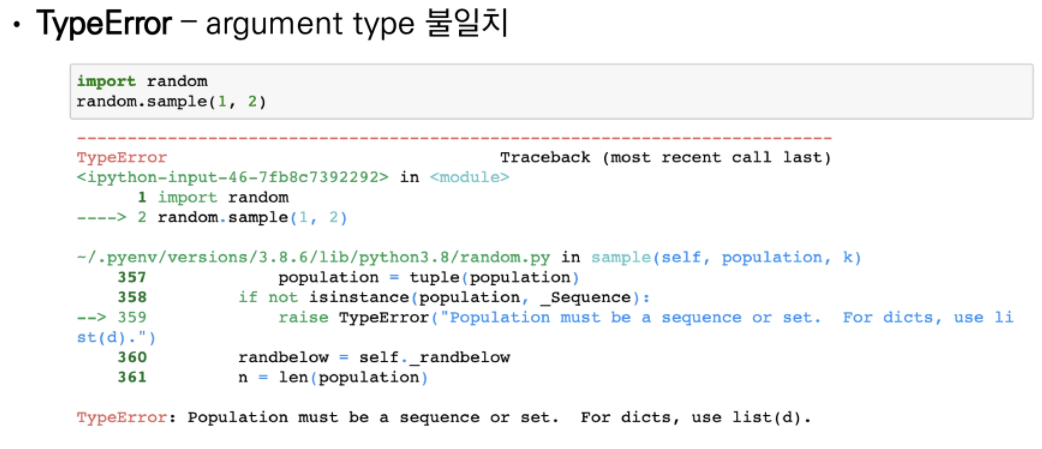 • TypeError – argument type 불일치
import random
random.sample(1, 2)
---------------------------------------------------------------------------
TypeError                                 Traceback (most recent call last)
<ipython-input-46-7fb8c7392292> in <module>
      1 import random
----> 2 random.sample(1, 2)
~/.pyenv/versions/3.8.6/lib/python3.8/random.py in sample(self, population, k)
    357             population = tuple(population)
    358         if not isinstance(population, _Sequence):
--> 359             raise TypeError("Population must be a sequence or set.  For dicts, use li
st(d).")
    360         randbelow = self._randbelow
    361         n = len(population)
TypeError: Population must be a sequence or set.  For dicts, use list(d).